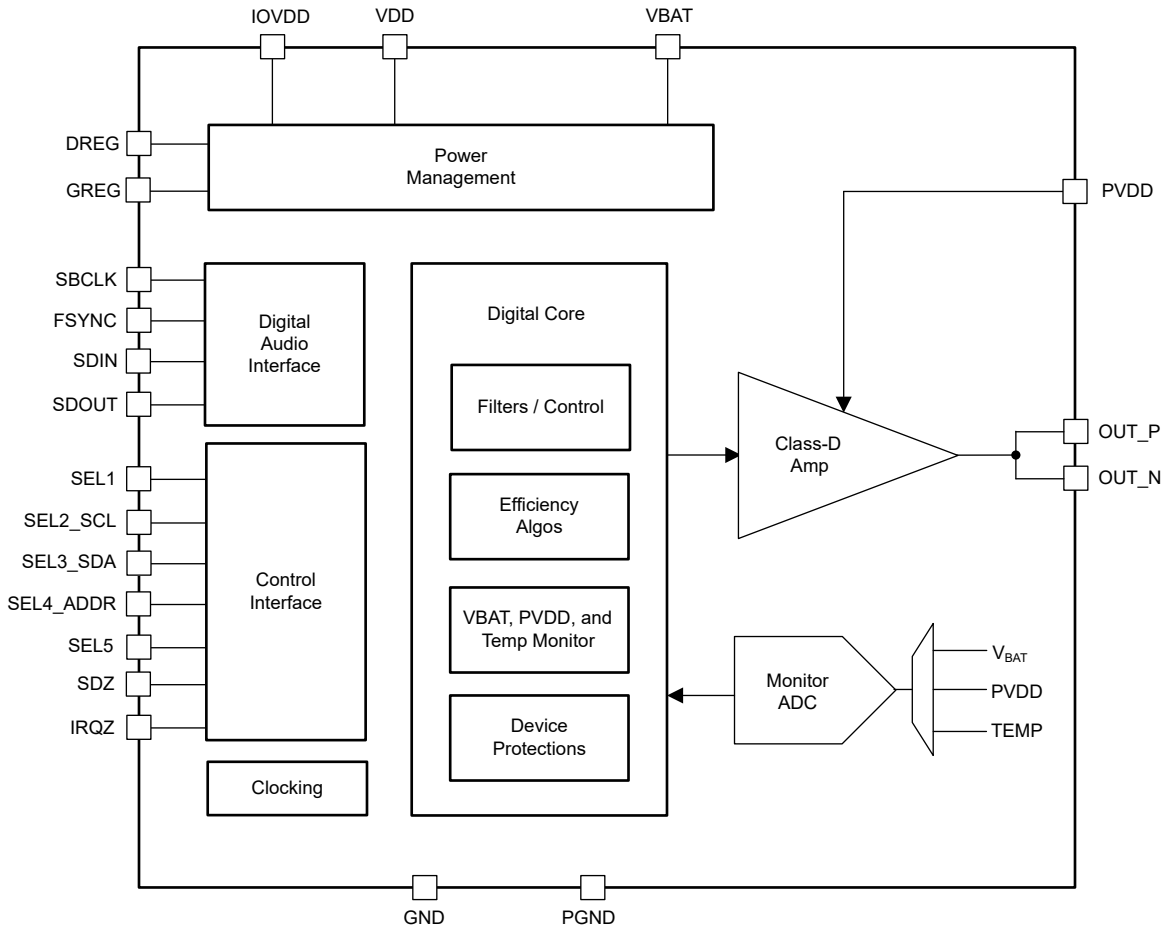 IOVDD
VDD
VBAT
DREG
GREG
Power
Management
PVDD
SBCLK
FSYNC
SDIN
SDOUT
Digital
Audio
Interface
SEL1
SEL2_SCL
SEL3_SDA
SEL4_ADDR
SEL5
SDZ
IRQZ
Control
Interface
Clocking
Digital Core
Filters / Control
Efficiency
Algos
VBAT, PVDD, and
Temp Monitor
Device
Protections
Class-D
Amp
OUT_P
OUT_N
Monitor
ADC
VBAT
PVDD
TEMP
GND
PGND